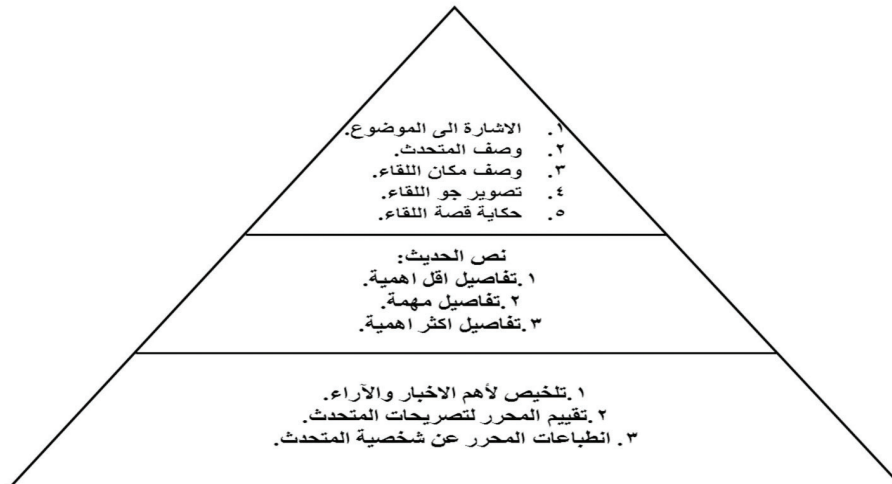 ١. الاشارة الى الموضوع.
٢. وصف المتحدث.
٣. وصف مكان اللقاء.
٤. تصوير جو اللقاء.
٥. حكاية قصة اللقاء.
نص الحديث:
١.تفاصيل اقل اهمية.
٢.تفاصيل مهمة.
٣.تفاصيل اكثر اهمية.
١.تلخيص لأهم الاخبار والآراء.
٢.تقييم المحرر لتصريحات المتحدث.
٣. انطباعات المحرر عن شخصية المتحدث.